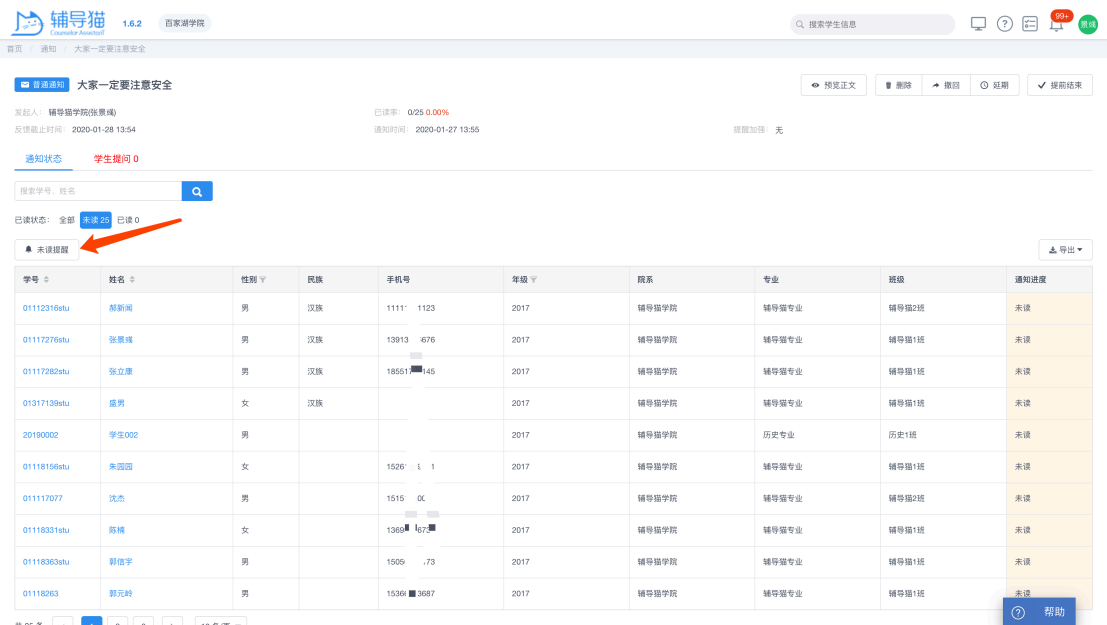 辅导猫 Counselor Assistant 1.6.2 百家湖学院 搜索学生信息 99+
首页 / 通知 / 大家一定要注意安全
普通通知 大家一定要注意安全 预览正文 删除 撤回 延期 提前结束
发起人： 辅导猫学院(张景彧) 已读率： 0/25 0.00%
反馈截止时间： 2020-01-28 13:54 通知时间： 2020-01-27 13:55 提醒加强： 无
通知状态 学生提问 0
搜索学号、姓名
已读状态： 全部 未读 25 已读 0
未读提醒 导出
学号 姓名 性别 民族 手机号 年级 院系 专业 班级 通知进度
01112316stu 郝新闻 男 汉族 1111 1123 2017 辅导猫学院 辅导猫专业 辅导猫2班 未读
01117276stu 男 汉族 13913 676 2017 辅导猫学院 辅导猫专业 辅导猫1班 未读
01117282stu 张立康 男 汉族 18551 145 2017 辅导猫学院 辅导猫专业 辅导猫1班 未读
01317139stu 盛男 女 汉族 2017 辅导猫学院 辅导猫专业 辅导猫1班 未读
20190002 学生002 男 2017 辅导猫学院 历史专业 历史1班 未读
01118156stu 朱园园 女 1526 1 2017 辅导猫学院 辅导猫专业 辅导猫1班 未读
011117077 沈杰 男 1515 2017 辅导猫学院 辅导猫专业 辅导猫2班 未读
01118331stu 陈楠 女 1369 673 2017 辅导猫学院 辅导猫专业 辅导猫1班 未读
01118363stu 郭信宇 男 1505 73 2017 辅导猫学院 辅导猫专业 辅导猫1班 未读
01118263 郭元岭 男 1536 3687 2017 辅导猫学院 辅导猫专业 辅导猫1班 未读
帮助